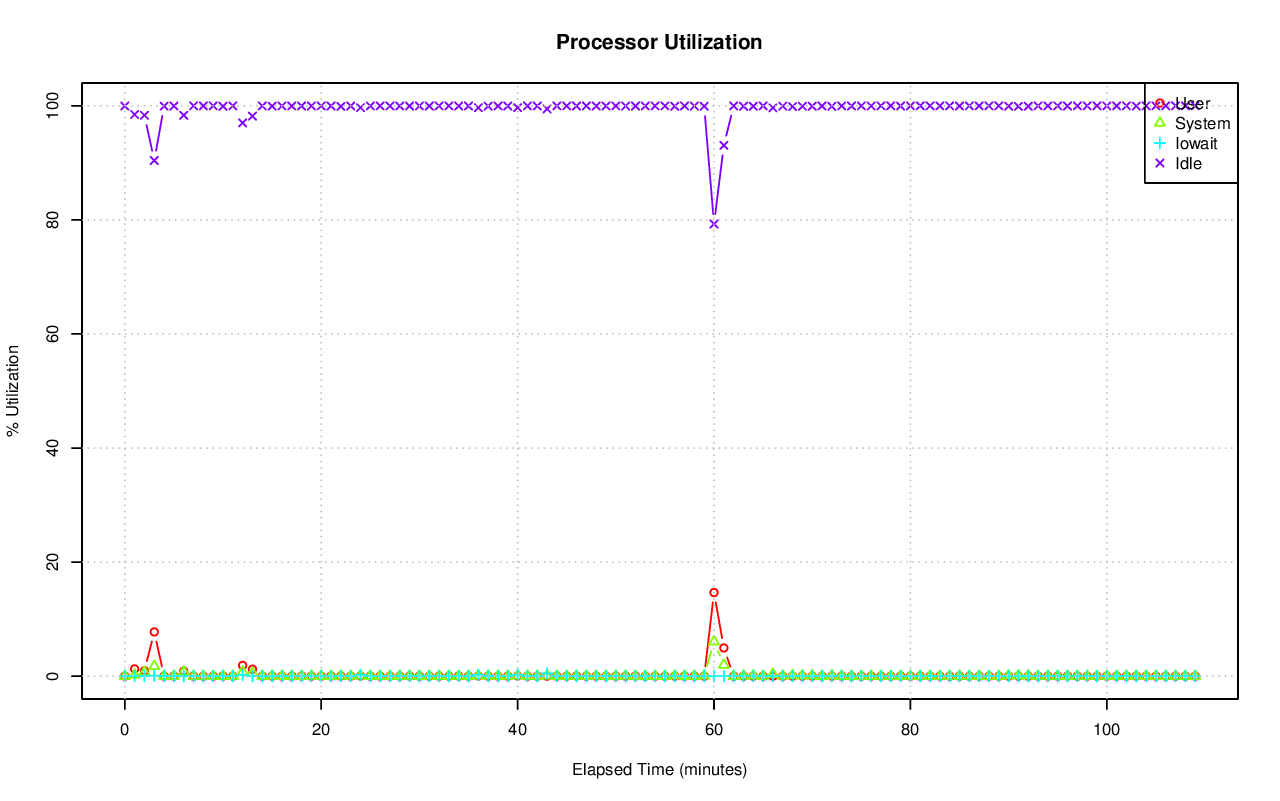 Processor Utilization
% Utilization
100
80
60
40
20
0
User
System
Iowait
Idle
0 20 40 60 80 100
Elapsed Time (minutes)